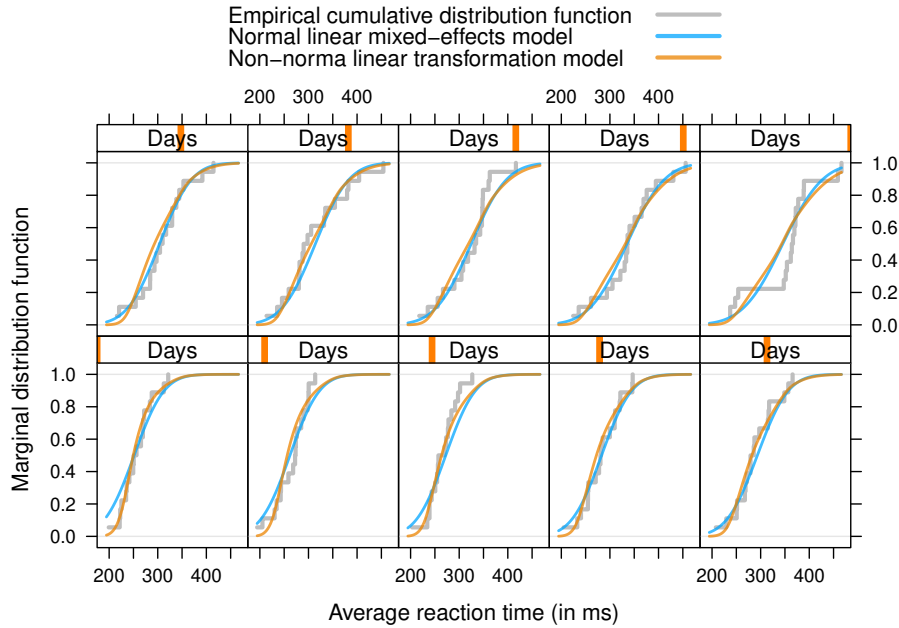 Empirical cumulative distribution function
Normal linear mixed−effects model
Non−norma linear transformation model
200 300 400 200 300 400
Days Days Days Days Days
1.0
0.8
0.6
0.4
0.2
0.0
Days Days Days Days Days
1.0
0.8
0.6
0.4
0.2
0.0
200 300 400 200 300 400 200 300 400
Marginal distribution function
Average reaction time (in ms)